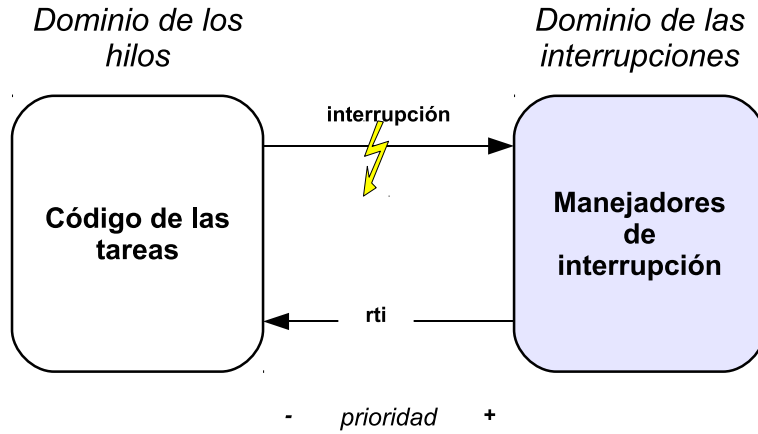 Dominio de los
hilos
Dominio de las
interrupciones
interrupción
Código de las
tareas
Manejadores
de
interrupción
rti
- prioridad +